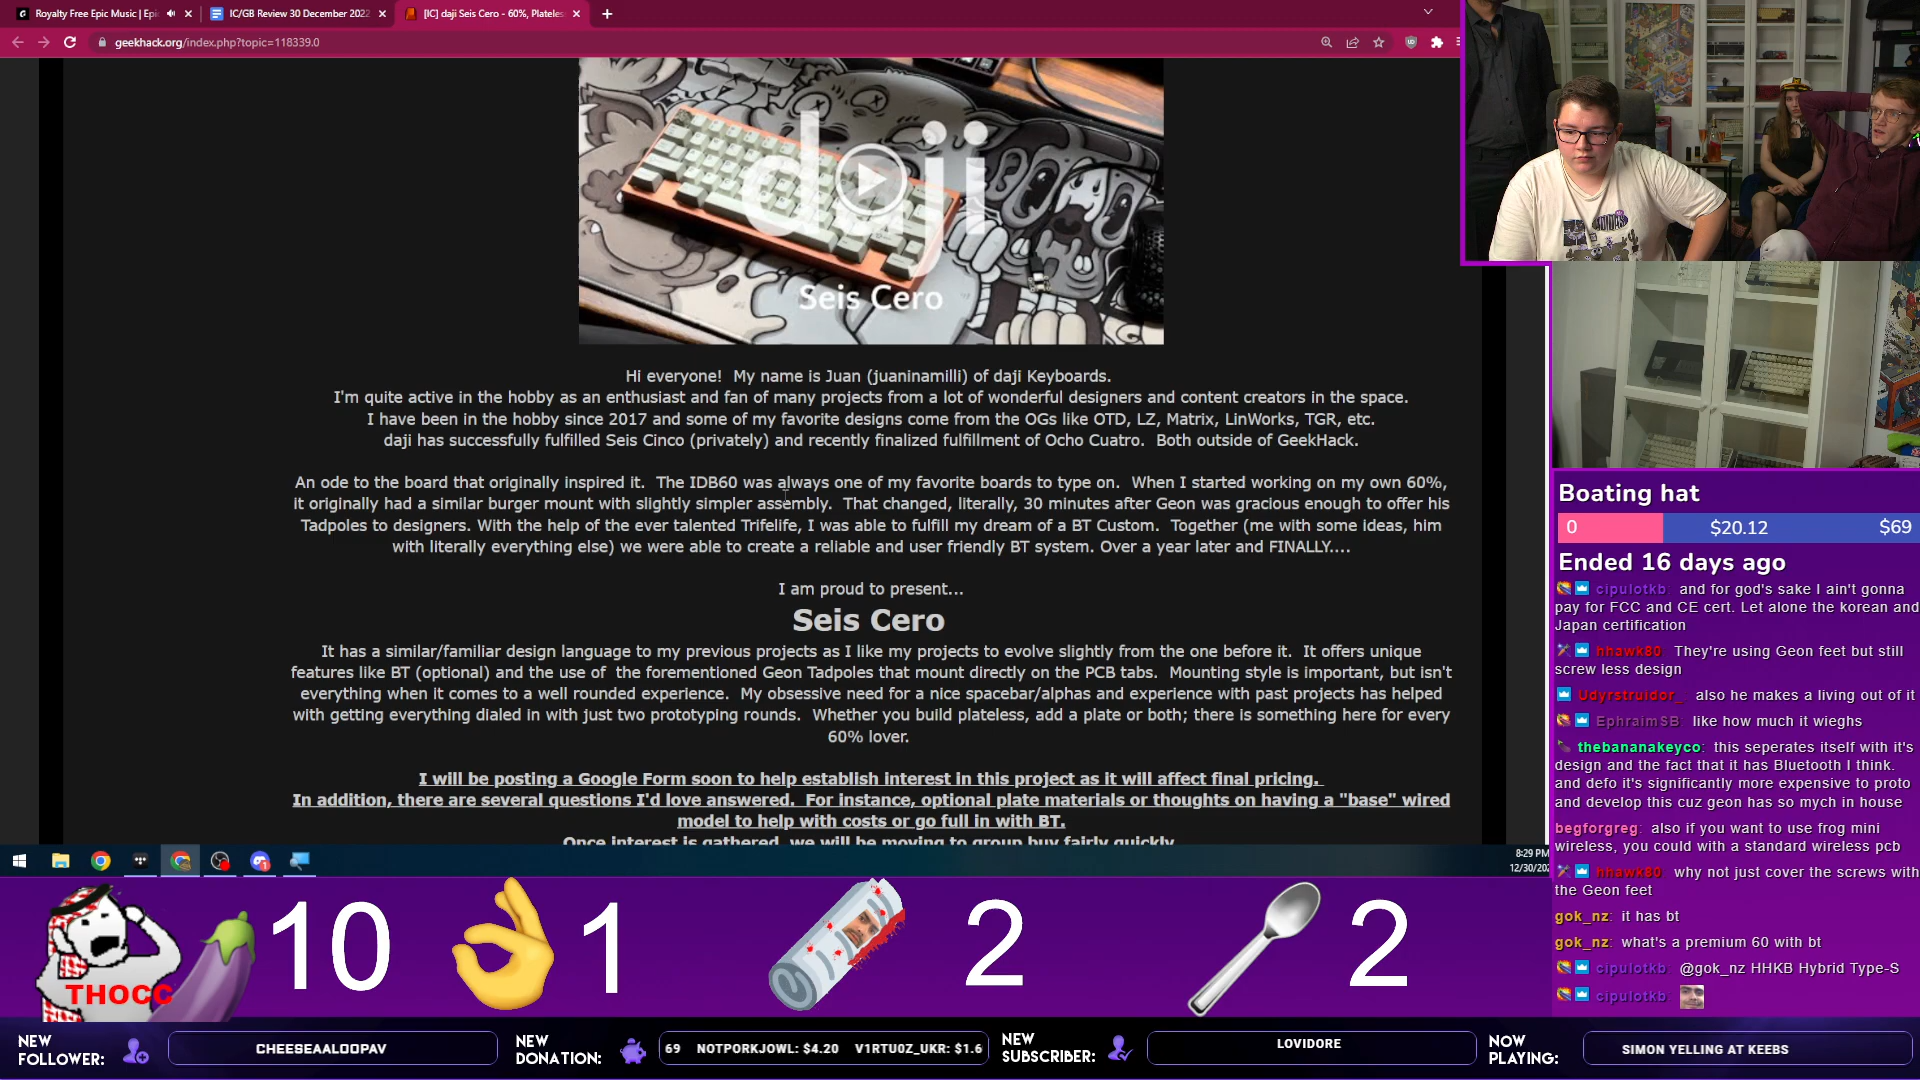 Royalty Free Epic Music | Epi
IC/GB Review 30 December 2022
[IC] daji Seis Cero - 60%, Plateles
geekhack.org/index.php?topic=118339.0
daji
Seis Cero
Hi everyone!  My name is Juan (juaninamilli) of daji Keyboards.
I'm quite active in the hobby as an enthusiast and fan of many projects from a lot of wonderful designers and content creators in the space.
I have been in the hobby since 2017 and some of my favorite designs come from the OGs like OTD, LZ, Matrix, LinWorks, TGR, etc.
daji has successfully fulfilled Seis Cinco (privately) and recently finalized fulfillment of Ocho Cuatro.  Both outside of GeekHack.
An ode to the board that originally inspired it.  The IDB60 was always one of my favorite boards to type on.  When I started working on my own 60%,
it originally had a similar burger mount with slightly simpler assembly.  That changed, literally, 30 minutes after Geon was gracious enough to offer his
Tadpoles to designers. With the help of the ever talented Trifelife, I was able to fulfill my dream of a BT Custom.  Together (me with some ideas, him
with literally everything else) we were able to create a reliable and user friendly BT system. Over a year later and FINALLY....
I am proud to present...
Seis Cero
It has a similar/familiar design language to my previous projects as I like my projects to evolve slightly from the one before it.  It offers unique
features like BT (optional) and the use of  the forementioned Geon Tadpoles that mount directly on the PCB tabs.  Mounting style is important, but isn't
everything when it comes to a well rounded experience.  My obsessive need for a nice spacebar/alphas and experience with past projects has helped
with getting everything dialed in with just two prototyping rounds.  Whether you build plateless, add a plate or both; there is something here for every
60% lover.
I will be posting a Google Form soon to help establish interest in this project as it will affect final pricing.
In addition, there are several questions I'd love answered.  For instance, optional plate materials or thoughts on having a "base" wired
model to help with costs or go full in with BT.
Once interest is gathered, we will be moving to group buy fairly quickly.
8:29 PM
12/30/202
Boating hat
0 $20.12 $69
Ended 16 days ago
cipulotkb: and for god's sake I ain't gonna
pay for FCC and CE cert. Let alone the korean and
Japan certification
hhawk80: They're using Geon feet but still
screw less design
Udyrstruidor_: also he makes a living out of it
EphraimSB: like how much it wieghs
thebananakeyco: this seperates itself with it's
design and the fact that it has Bluetooth I think.
and defo it's significantly more expensive to proto
and develop this cuz geon has so mych in house
begforgreg: also if you want to use frog mini
wireless, you could with a standard wireless pcb
hhawk80: why not just cover the screws with
the Geon feet
gok_nz: it has bt
gok_nz: what's a premium 60 with bt
cipulotkb: @gok_nz HHKB Hybrid Type-S
cipulotkb:
THOCC
10
1
2
2
NEW
FOLLOWER:
CHEESEAALOOPAV
NEW
DONATION:
69 NOTPORKJOWL: $4.20 V1RTU0Z_UKR: $1.6
NEW
SUBSCRIBER:
LOVIDORE
NOW
PLAYING:
SIMON YELLING AT KEEBS